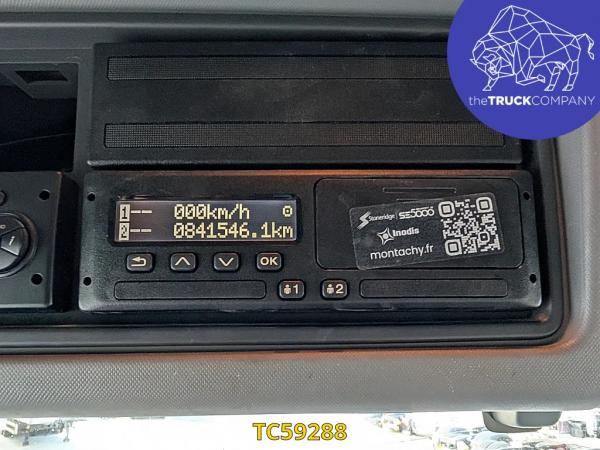 theTRUCKCOMPANY
1 -- 000km/h
2 -- 0841546.1km
Stoneridge SE5000
Inodis
montachy.fr
OK
1 2
TC59288